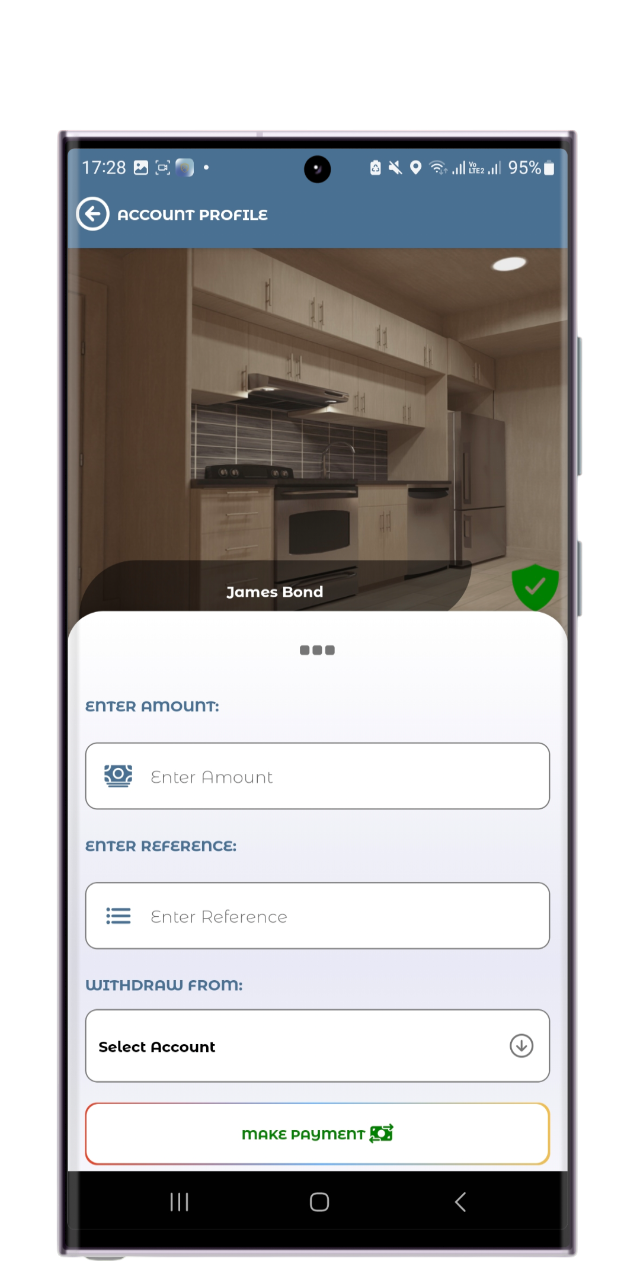 17:28
Vo LTE2
95%
ACCOUNT PROFILE
James Bond
ENTER AMOUNT:
Enter Amount
ENTER REFERENCE:
Enter Reference
WITHDRAW FROM:
Select Account
MAKE PAYMENT